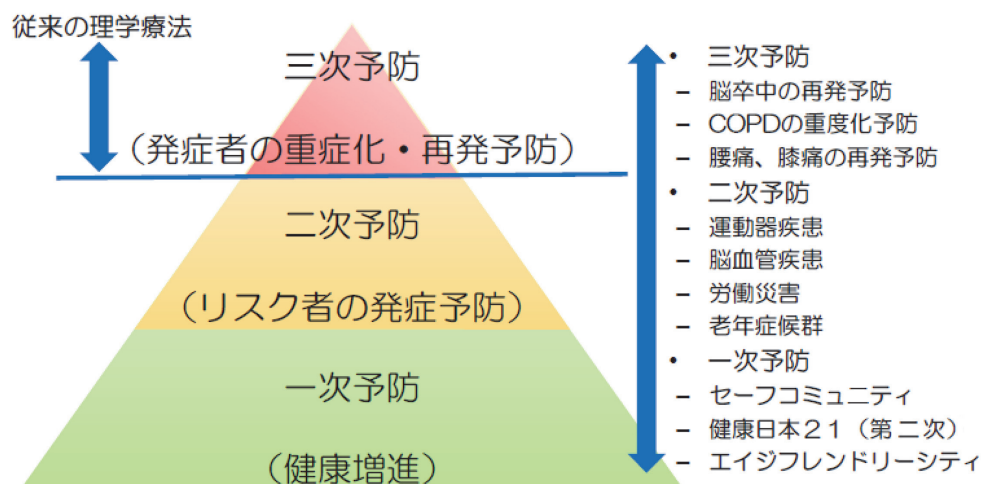 従来の理学療法
三次予防
（発症者の重症化・再発予防）
二次予防
（リスク者の発症予防）
一次予防
（健康増進）
• 三次予防
– 脳卒中の再発予防
– COPDの重度化予防
– 腰痛、膝痛の再発予防
• 二次予防
– 運動器疾患
– 脳血管疾患
– 労働災害
– 老年症候群
• 一次予防
– セーフコミュニティ
– 健康日本２１（第二次）
– エイジフレンドリーシティ